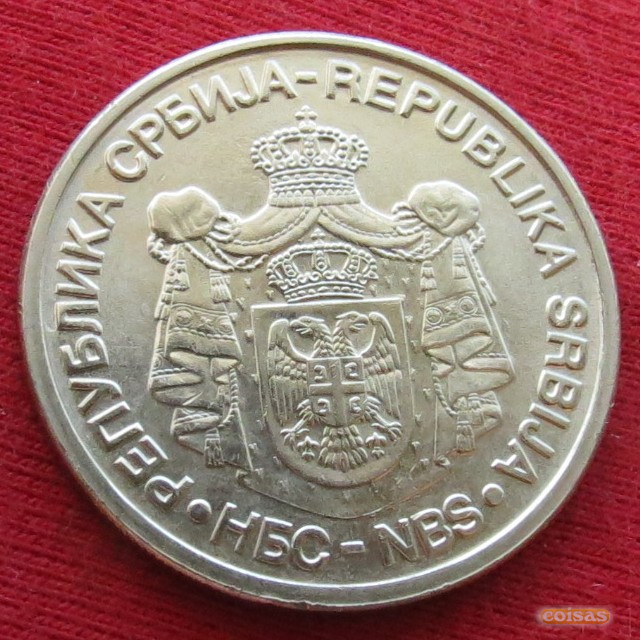 РЕПУБЛИКА СРБИЈА - REPUBLIKA SRBIJA
• НБС - NBS •
coisas